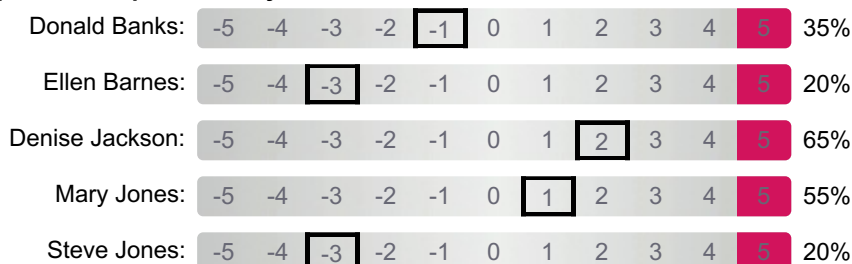 Donald Banks: -5 -4 -3 -2 -1 0 1 2 3 4 5 35%
Ellen Barnes: -5 -4 -3 -2 -1 0 1 2 3 4 5 20%
Denise Jackson: -5 -4 -3 -2 -1 0 1 2 3 4 5 65%
Mary Jones: -5 -4 -3 -2 -1 0 1 2 3 4 5 55%
Steve Jones: -5 -4 -3 -2 -1 0 1 2 3 4 5 20%